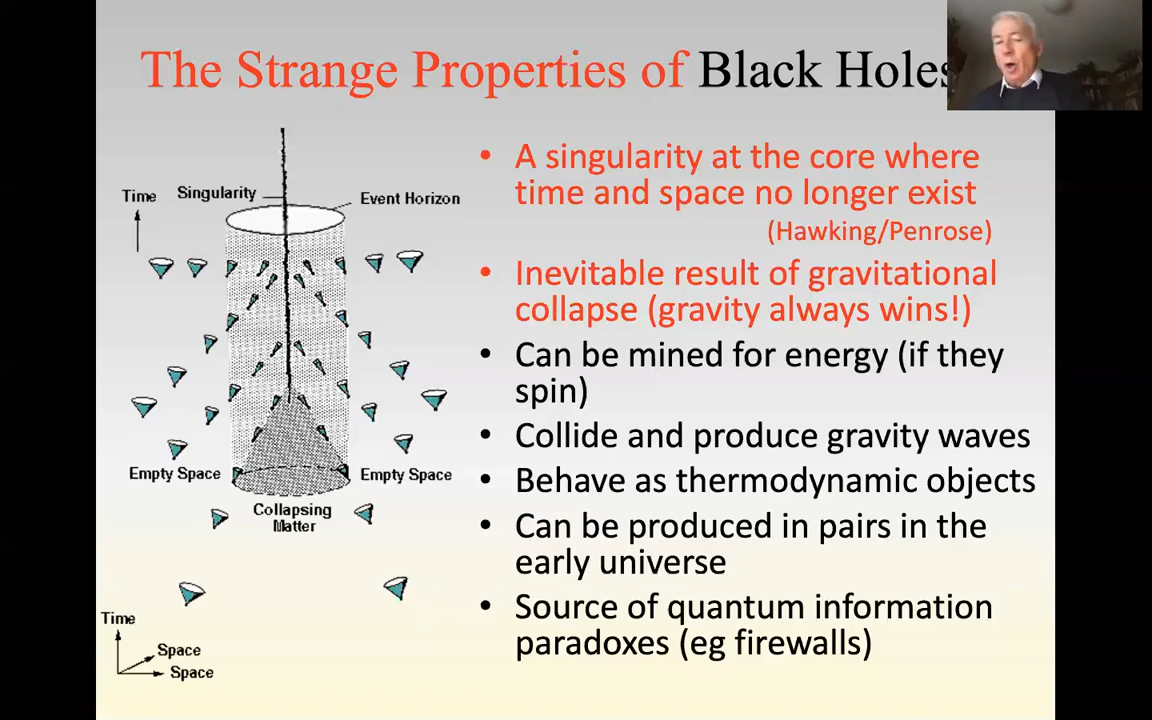 The Strange Properties of Black Holes
Time
Singularity
Event Horizon
Empty Space
Empty Space
Collapsing
Matter
Time
Space
Space
• A singularity at the core where
time and space no longer exist
(Hawking/Penrose)
• Inevitable result of gravitational
collapse (gravity always wins!)
• Can be mined for energy (if they
spin)
• Collide and produce gravity waves
• Behave as thermodynamic objects
• Can be produced in pairs in the
early universe
• Source of quantum information
paradoxes (eg firewalls)